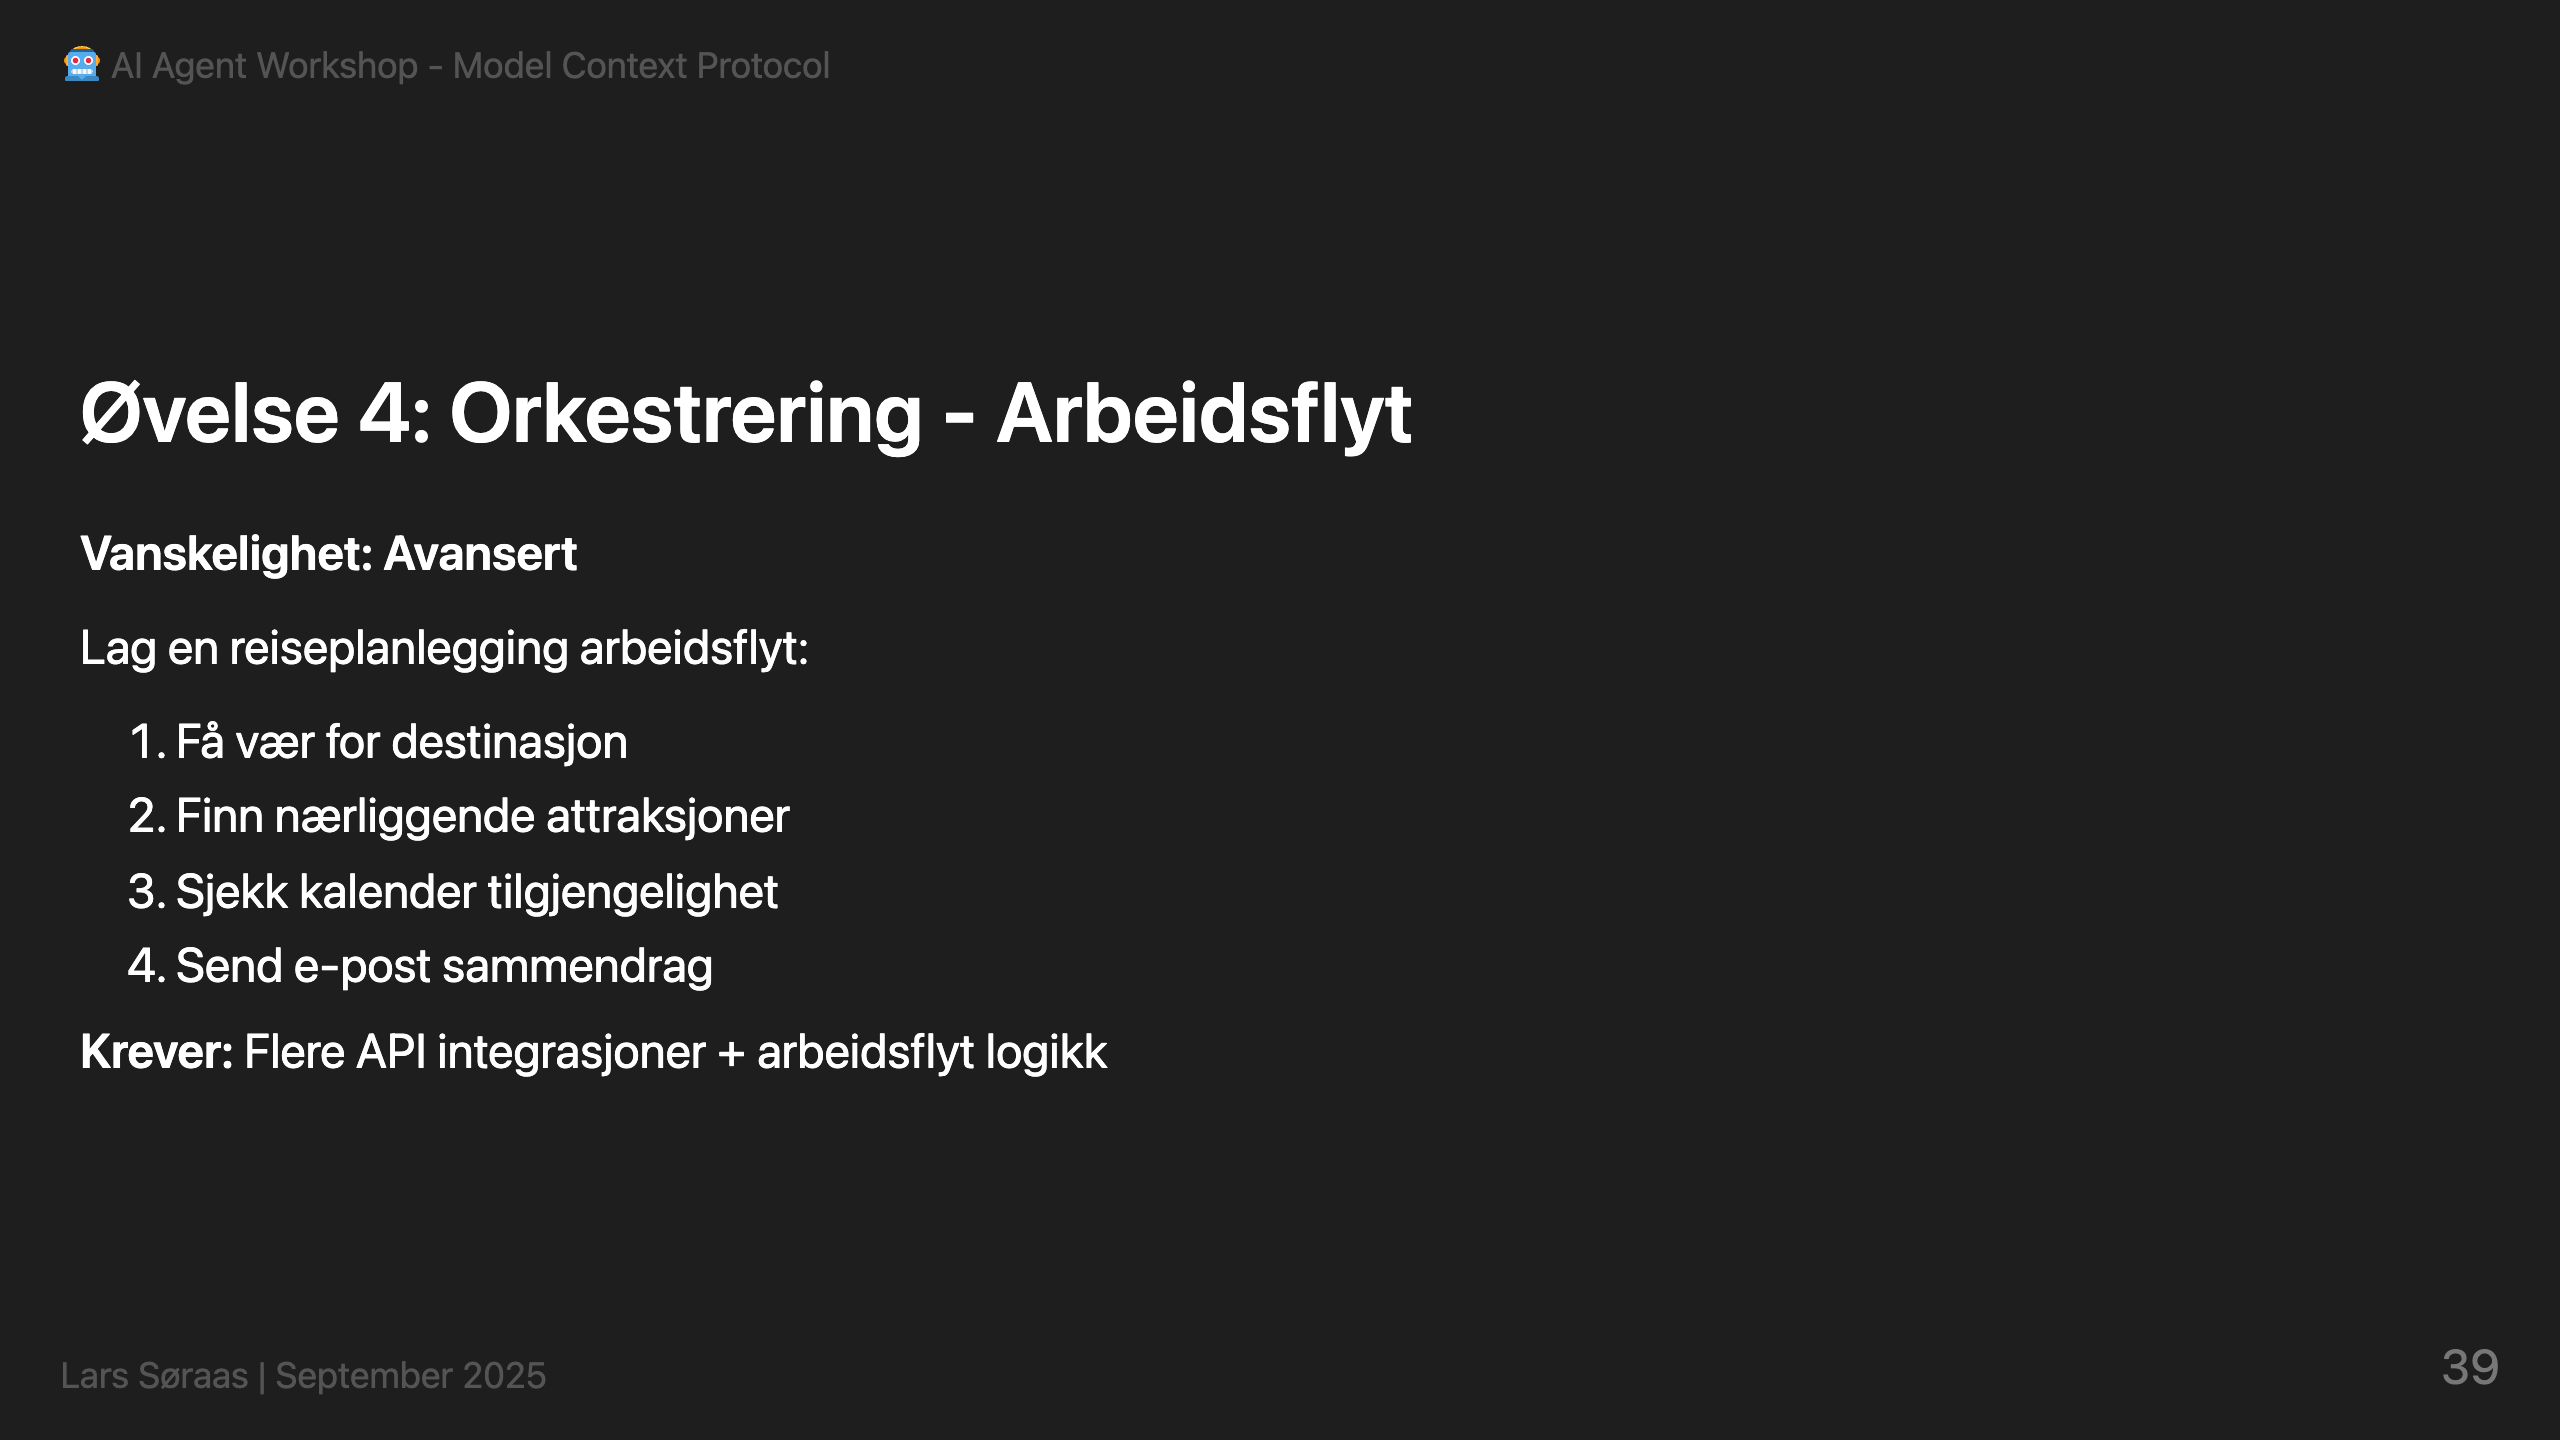 AI Agent Workshop - Model Context Protocol
Øvelse 4: Orkestrering - Arbeidsflyt
Vanskelighet: Avansert
Lag en reiseplanlegging arbeidsflyt:
1. Få vær for destinasjon
2. Finn nærliggende attraksjoner
3. Sjekk kalender tilgjengelighet
4. Send e-post sammendrag
Krever: Flere API integrasjoner + arbeidsflyt logikk
Lars Søraas | September 2025
39